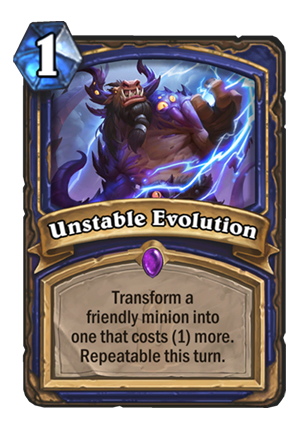 1
Unstable Evolution
Transform a
friendly minion into
one that costs (1) more.
Repeatable this turn.